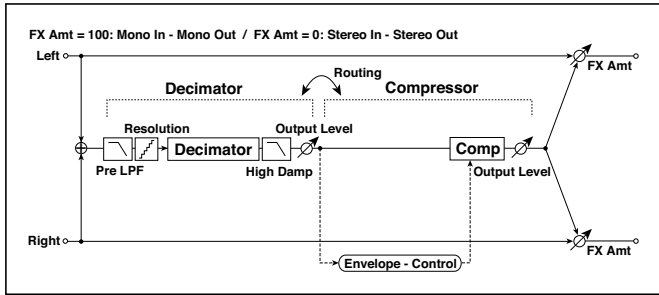 FX Amt = 100: Mono In - Mono Out / FX Amt = 0: Stereo In - Stereo Out
Left
FX Amt
Routing
Decimator
Compressor
Resolution
Output Level
Decimator
Comp
Pre LPF
High Damp
Output Level
Right
FX Amt
Envelope - Control